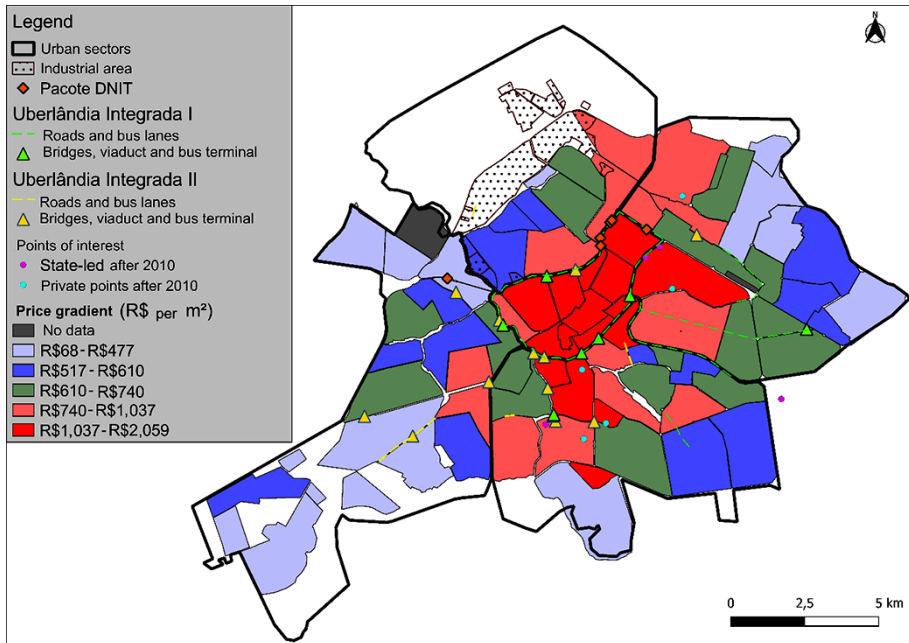 Legend
Urban sectors
Industrial area
Pacote DNIT
Uberlândia Integrada I
Roads and bus lanes
Bridges, viaduct and bus terminal
Uberlândia Integrada II
Roads and bus lanes
Bridges, viaduct and bus terminal
Points of interest
State-led after 2010
Private points after 2010
Price gradient (R$ per m²)
No data
R$68-R$477
R$517-R$610
R$610-R$740
R$740-R$1,037
R$1,037-R$2,059
N
0 2,5 5 km